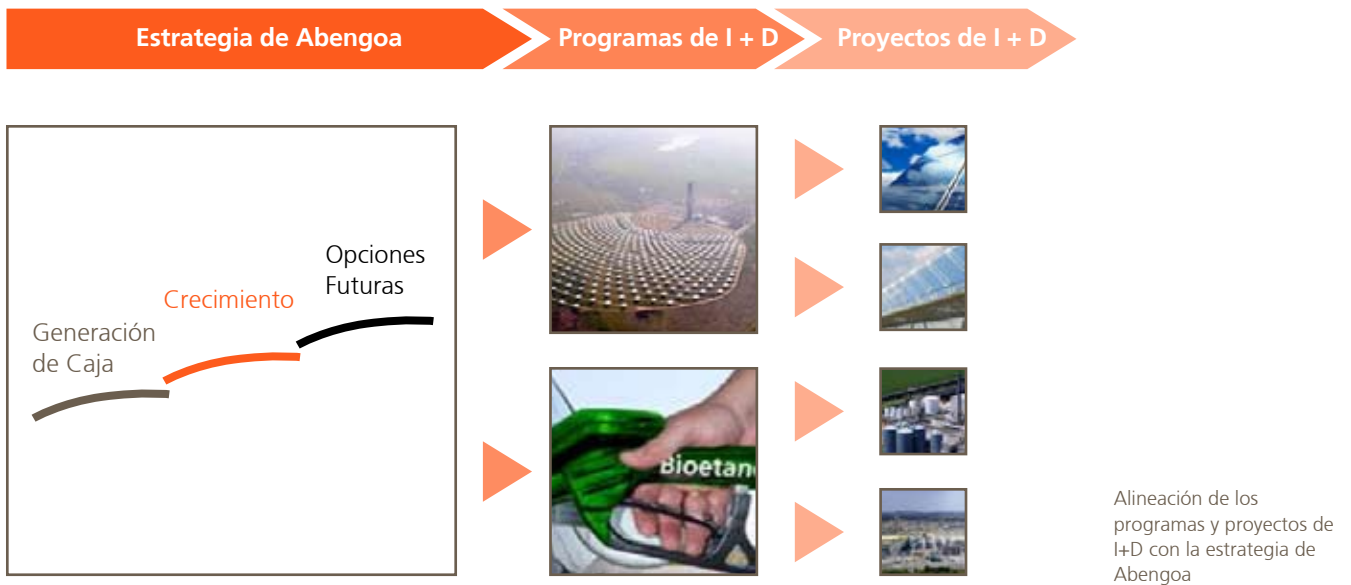 Estrategia de Abengoa
Programas de I + D
Proyectos de I + D
Opciones
Futuras
Crecimiento
Generación
de Caja
Bioetan
Alineación de los
programas y proyectos de
I+D con la estrategia de
Abengoa